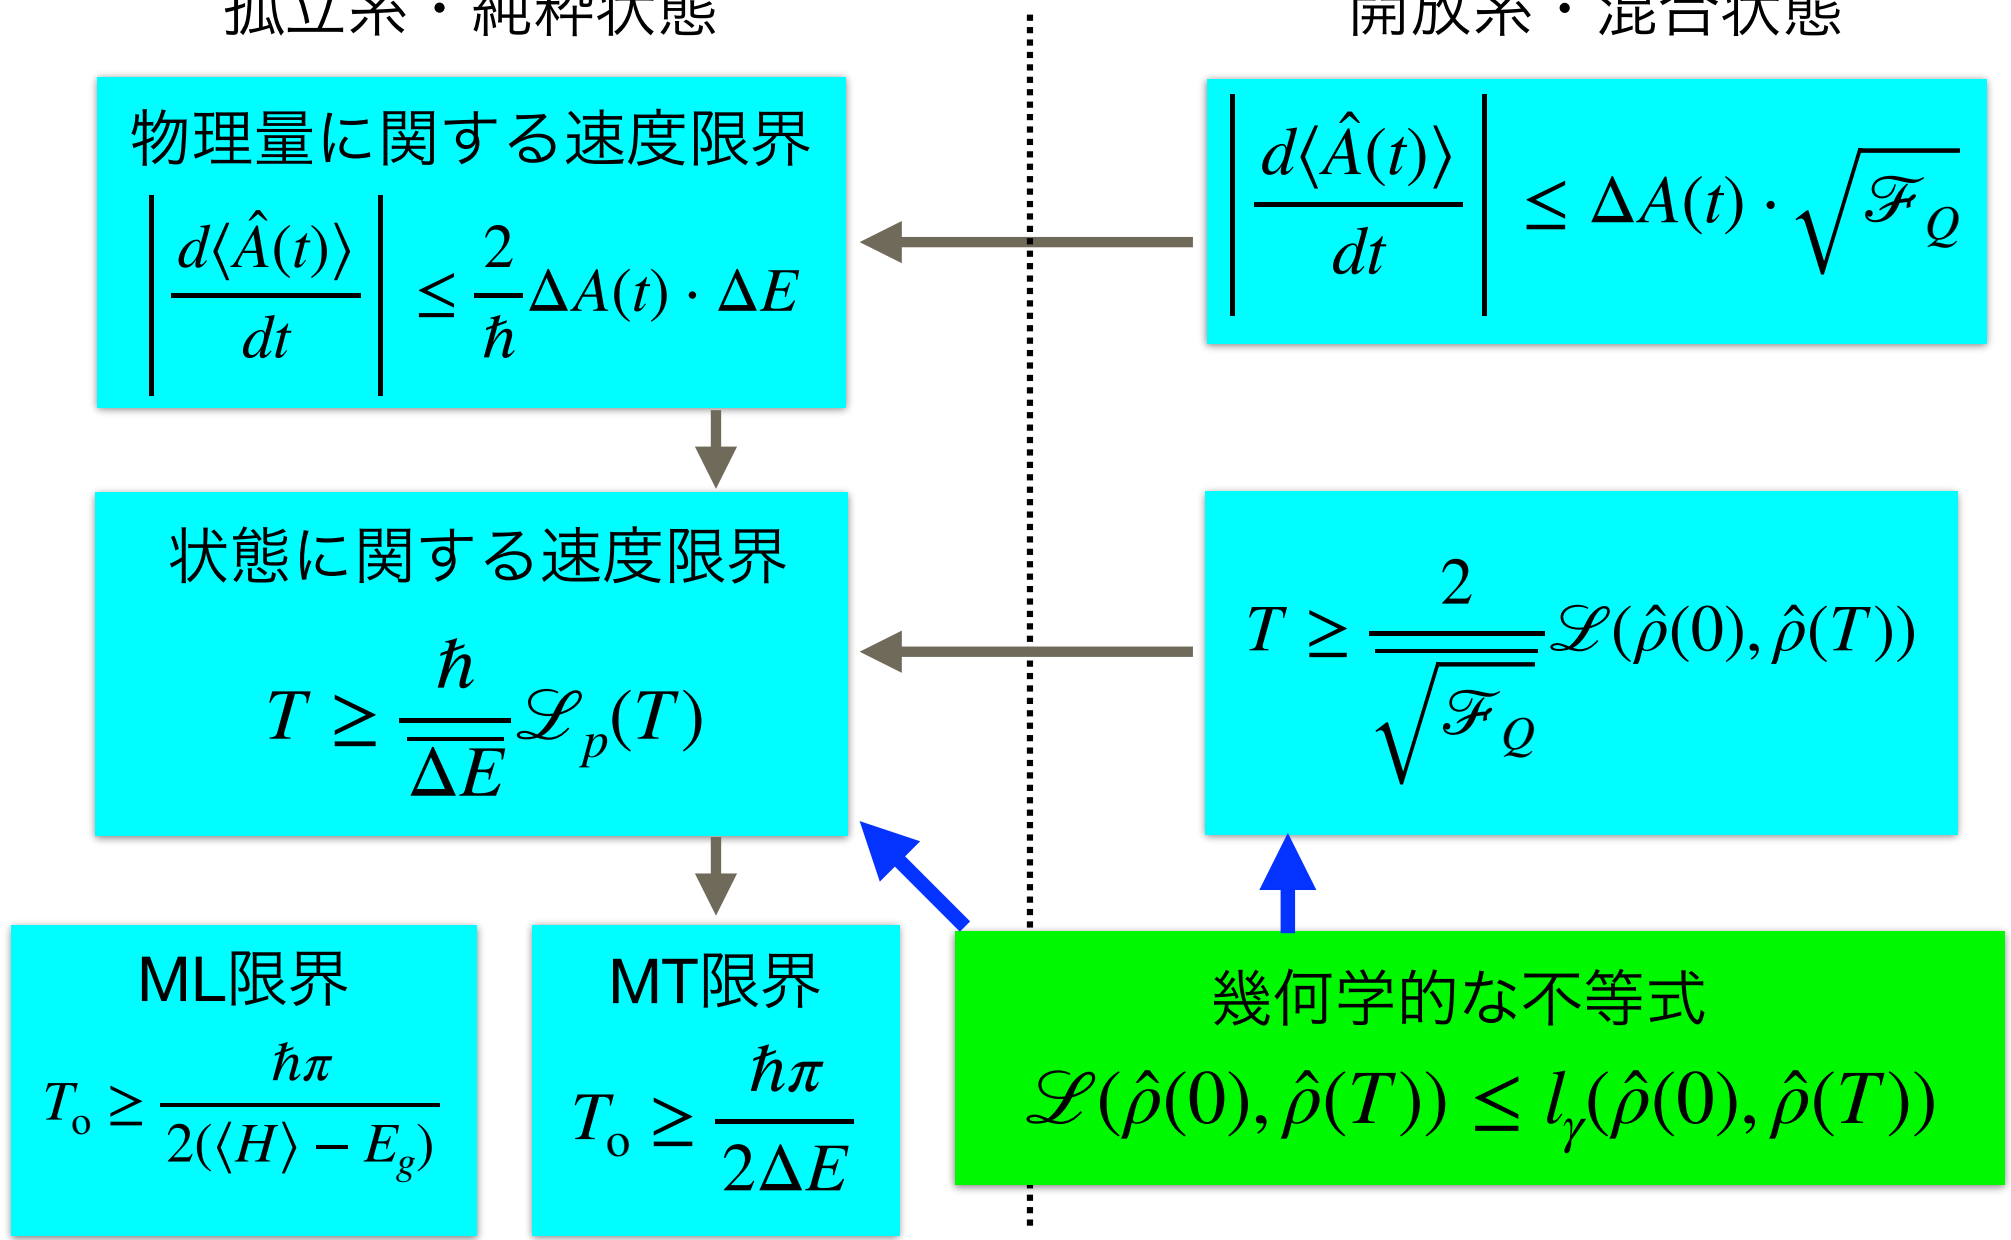 孤立系・純粋状態
開放系・混合状態
物理量に関する速度限界
|d⟨Â(t)⟩/dt| ≤ 2/ħ ΔA(t) · ΔE
|d⟨Â(t)⟩/dt| ≤ ΔA(t) · √ℱ_Q
状態に関する速度限界
T ≥ ħ/\overline{ΔE} ℒ_p(T)
T ≥ 2/\overline{√ℱ_Q} ℒ(ρ̂(0), ρ̂(T))
ML限界
T_o ≥ ħπ/2(⟨H⟩ − E_g)
MT限界
T_o ≥ ħπ/2ΔE
幾何学的な不等式
ℒ(ρ̂(0), ρ̂(T)) ≤ l_γ(ρ̂(0), ρ̂(T))